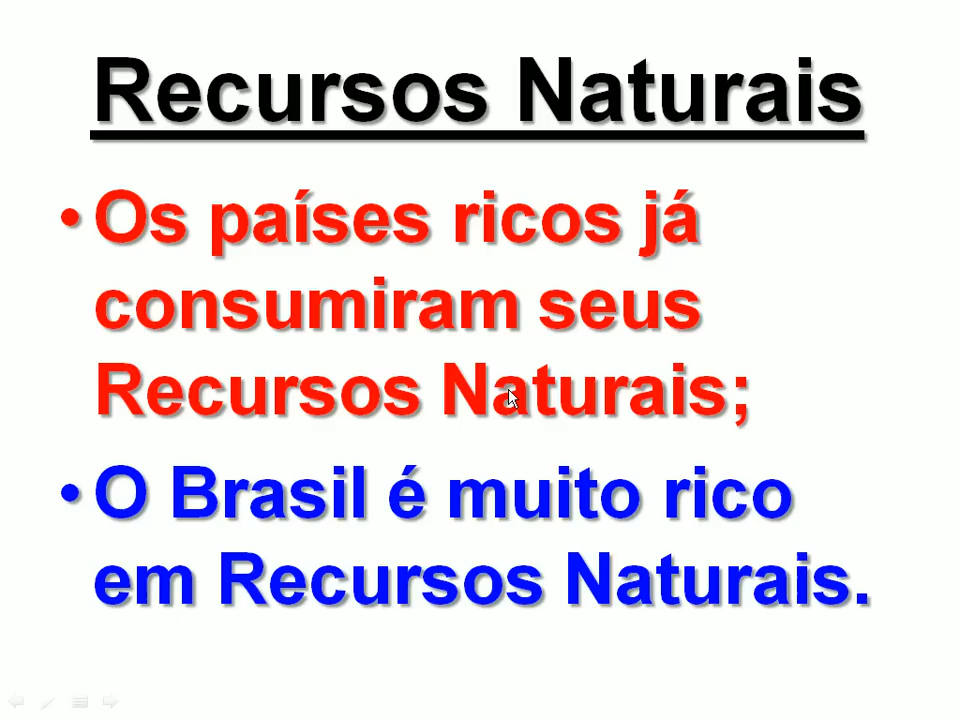 Recursos Naturais
• Os países ricos já
consumiram seus
Recursos Naturais;
• O Brasil é muito rico
em Recursos Naturais.